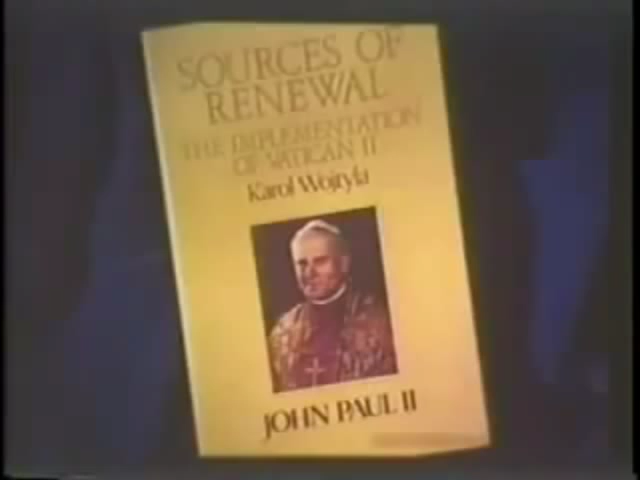 SOURCES OF
RENEWAL
THE IMPLEMENTATION
OF VATICAN II
Karol Wojtyla
JOHN PAUL II